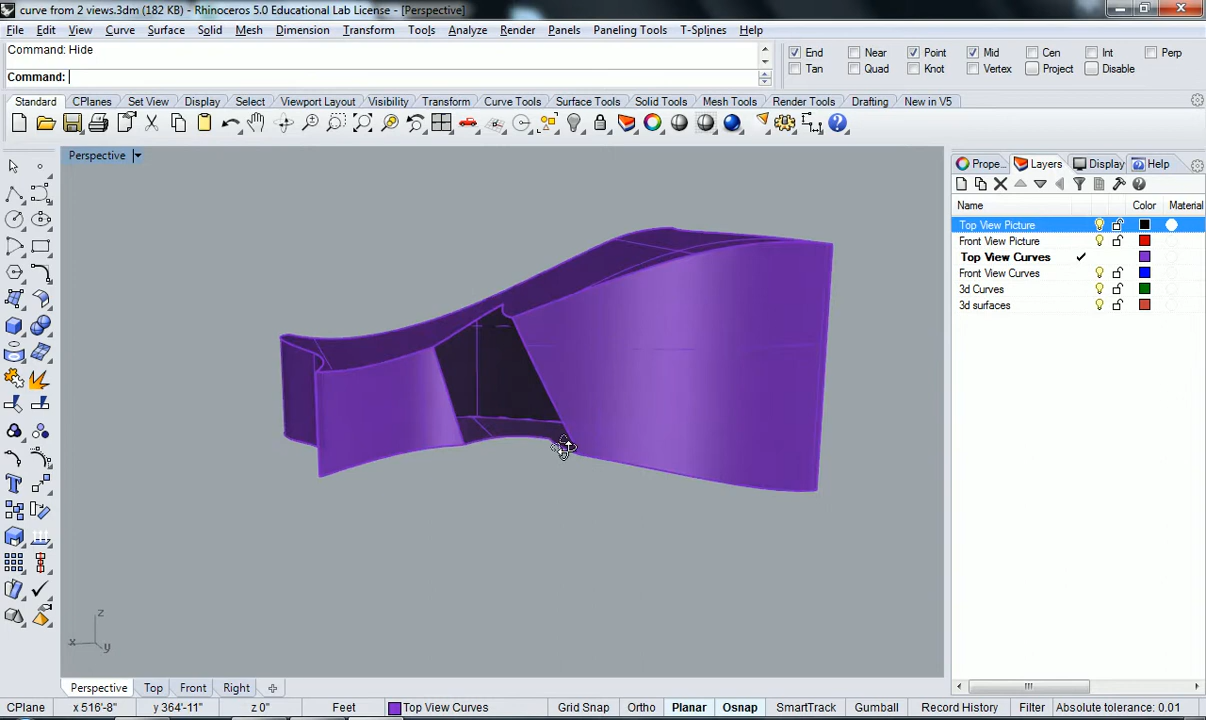 curve from 2 views.3dm (182 KB) - Rhinoceros 5.0 Educational Lab License - [Perspective]
File Edit View Curve Surface Solid Mesh Dimension Transform Tools Analyze Render Panels Paneling Tools T-Splines Help
Command: Hide
Command:
End Near Point Mid Cen Int Perp
Tan Quad Knot Vertex Project Disable
Standard CPlanes Set View Display Select Viewport Layout Visibility Transform Curve Tools Surface Tools Solid Tools Mesh Tools Render Tools Drafting New in V5
Perspective
Prope... Layers Display Help
Name Color Material
Top View Picture
Front View Picture
Top View Curves
Front View Curves
3d Curves
3d surfaces
z
x
y
Perspective Top Front Right
CPlane x 516'-8" y 364'-11" z 0" Feet Top View Curves Grid Snap Ortho Planar Osnap SmartTrack Gumball Record History Filter Absolute tolerance: 0.01